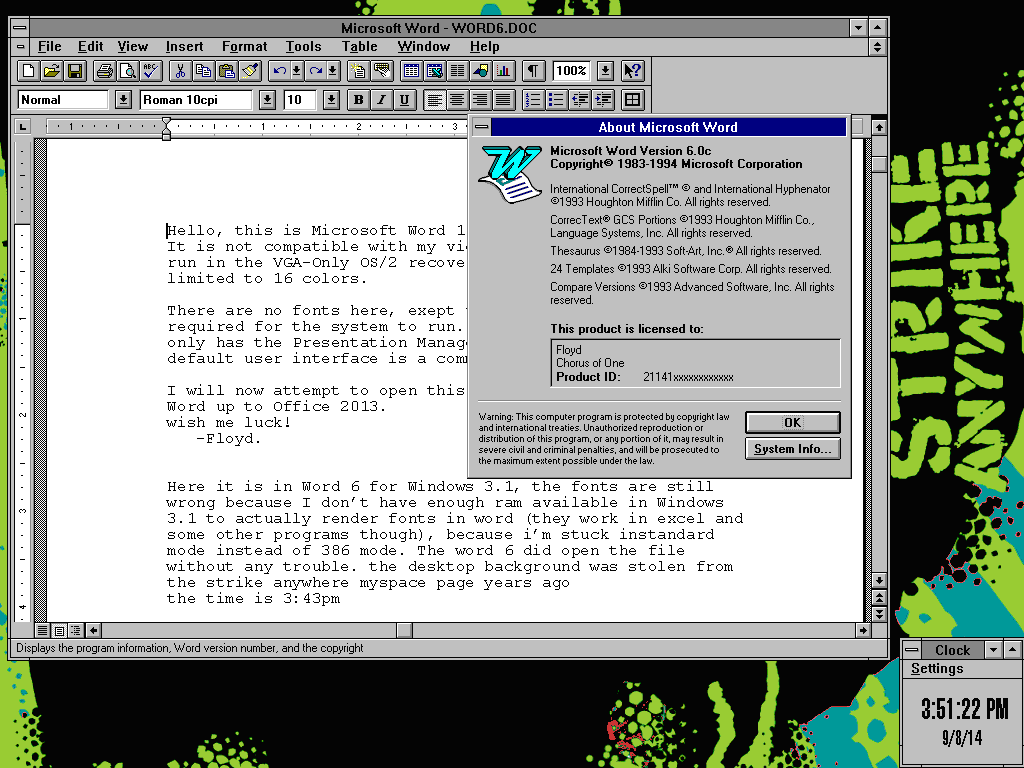 Microsoft Word - WORD6.DOC
File Edit View Insert Format Tools Table Window Help
ABC
100%
?
Normal Roman 10cpi 10 B I U
1 1 2 3
About Microsoft Word
Microsoft Word Version 6.0c
Copyright© 1983-1994 Microsoft Corporation
International CorrectSpell™ © and International Hyphenator
©1993 Houghton Mifflin Co. All rights reserved.
CorrecText® GCS Portions ©1993 Houghton Mifflin Co.,
Language Systems, Inc. All rights reserved.
Thesaurus ©1984-1993 Soft-Art, Inc.® All rights reserved.
24 Templates ©1993 Alki Software Corp. All rights reserved.
Compare Versions ©1993 Advanced Software, Inc. All rights
reserved.
This product is licensed to:
Floyd
Chorus of One
Product ID: 21141xxxxxxxxxxxx
Warning: This computer program is protected by copyright law
and international treaties. Unauthorized reproduction or
distribution of this program, or any portion of it, may result in
severe civil and criminal penalties, and will be prosecuted to
the maximum extent possible under the law.
OK
System Info...
Hello, this is Microsoft Word 1
It is not compatible with my vi
run in the VGA-Only OS/2 recove
limited to 16 colors.
There are no fonts here, exept
required for the system to run.
only has the Presentation Manag
default user interface is a com
I will now attempt to open this
Word up to Office 2013.
wish me luck!
-Floyd.
Here it is in Word 6 for Windows 3.1, the fonts are still
wrong because I don't have enough ram available in Windows
3.1 to actually render fonts in word (they work in excel and
some other programs though), because i'm stuck instandard
mode instead of 386 mode. The word 6 did open the file
without any trouble. the desktop background was stolen from
the strike anywhere myspace page years ago
the time is 3:43pm
1
2
3
4
Displays the program information, Word version number, and the copyright
STRIKE
ANYWHERE
Clock
Settings
3:51:22 PM
9/8/14